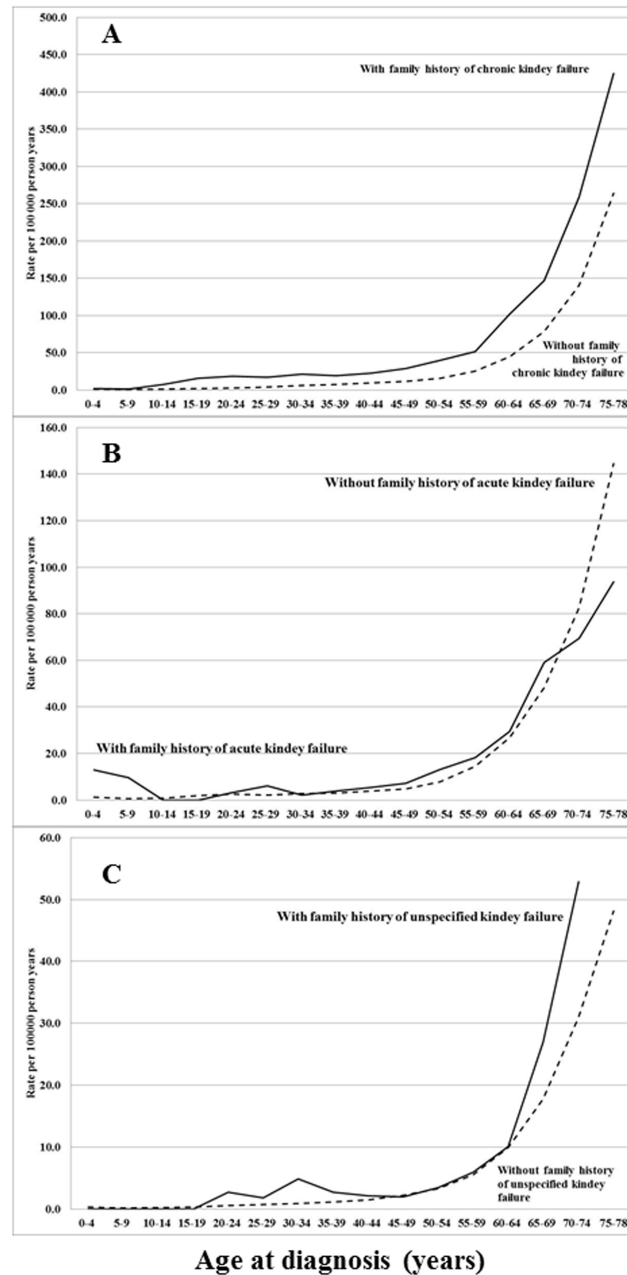 A
500.0
450.0
400.0
350.0
300.0
250.0
200.0
150.0
100.0
50.0
0.0
Rate per 100 000 person years
With family history of chronic kindey failure
Without family
history of
chronic kindey failure
0-4 5-9 10-14 15-19 20-24 25-29 30-34 35-39 40-44 45-49 50-54 55-59 60-64 65-69 70-74 75-78
B
160.0
140.0
120.0
100.0
80.0
60.0
40.0
20.0
0.0
Rate per 100 000 person years
Without family history of acute kindey failure
With family history of acute kindey failure
0-4 5-9 10-14 15-19 20-24 25-29 30-34 35-39 40-44 45-49 50-54 55-59 60-64 65-69 70-74 75-78
C
60.0
50.0
40.0
30.0
20.0
10.0
0.0
Rate per 100000 person years
With family history of unspecified kindey failure
Without family history
of unspecified kindey
failure
0-4 5-9 10-14 15-19 20-24 25-29 30-34 35-39 40-44 45-49 50-54 55-59 60-64 65-69 70-74 75-78
Age at diagnosis (years)